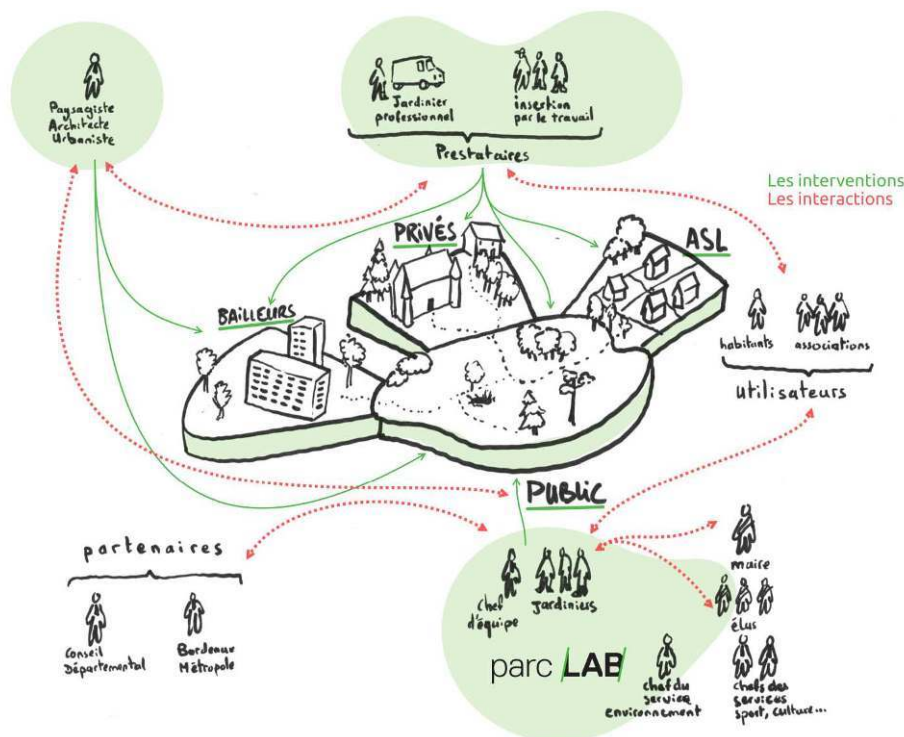 Paysagiste
Architecte
Urbaniste
Jardinier
professionnel
insertion
par le travail
Prestataires
Les interventions
Les interactions
PRIVÉS
ASL
BAILLEURS
habitants
associations
utilisateurs
PUBLIC
partenaires
Conseil
Départemental
Bordeaux
Métropole
chef
d'équipe
Jardiniers
maire
élus
parc LAB
chef du
service
environnement
chefs des
services
sport, culture...